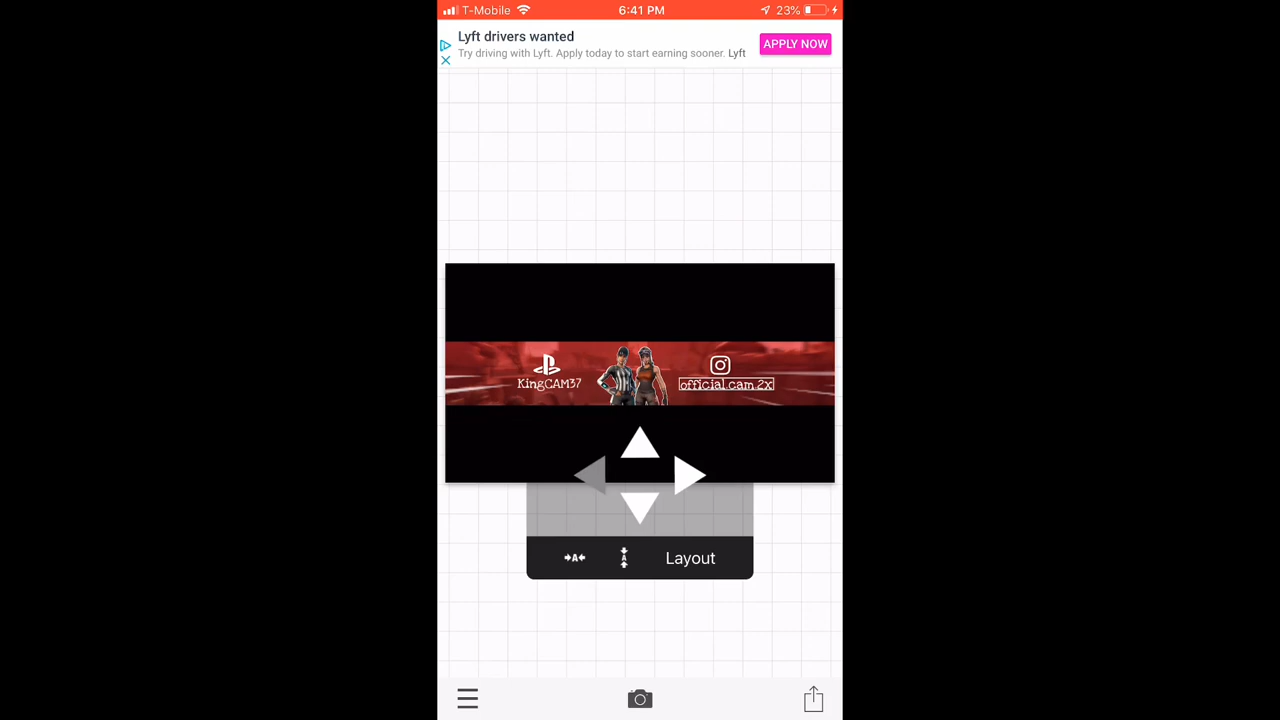 T-Mobile 6:41 PM 23%
Lyft drivers wanted
Try driving with Lyft. Apply today to start earning sooner. Lyft
APPLY NOW
KingCAM37
official.cam.2x
A
A
Layout